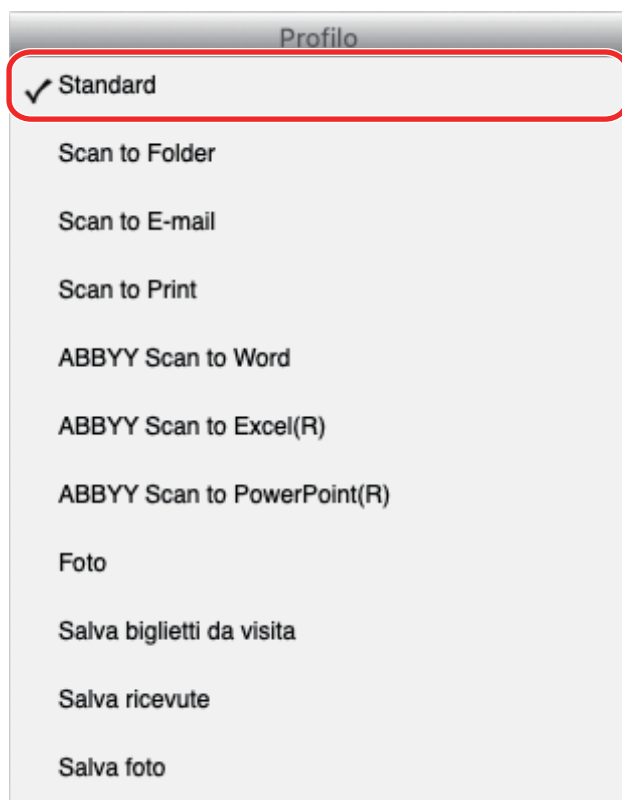 Profilo
Standard
Scan to Folder
Scan to E-mail
Scan to Print
ABBYY Scan to Word
ABBYY Scan to Excel(R)
ABBYY Scan to PowerPoint(R)
Foto
Salva biglietti da visita
Salva ricevute
Salva foto